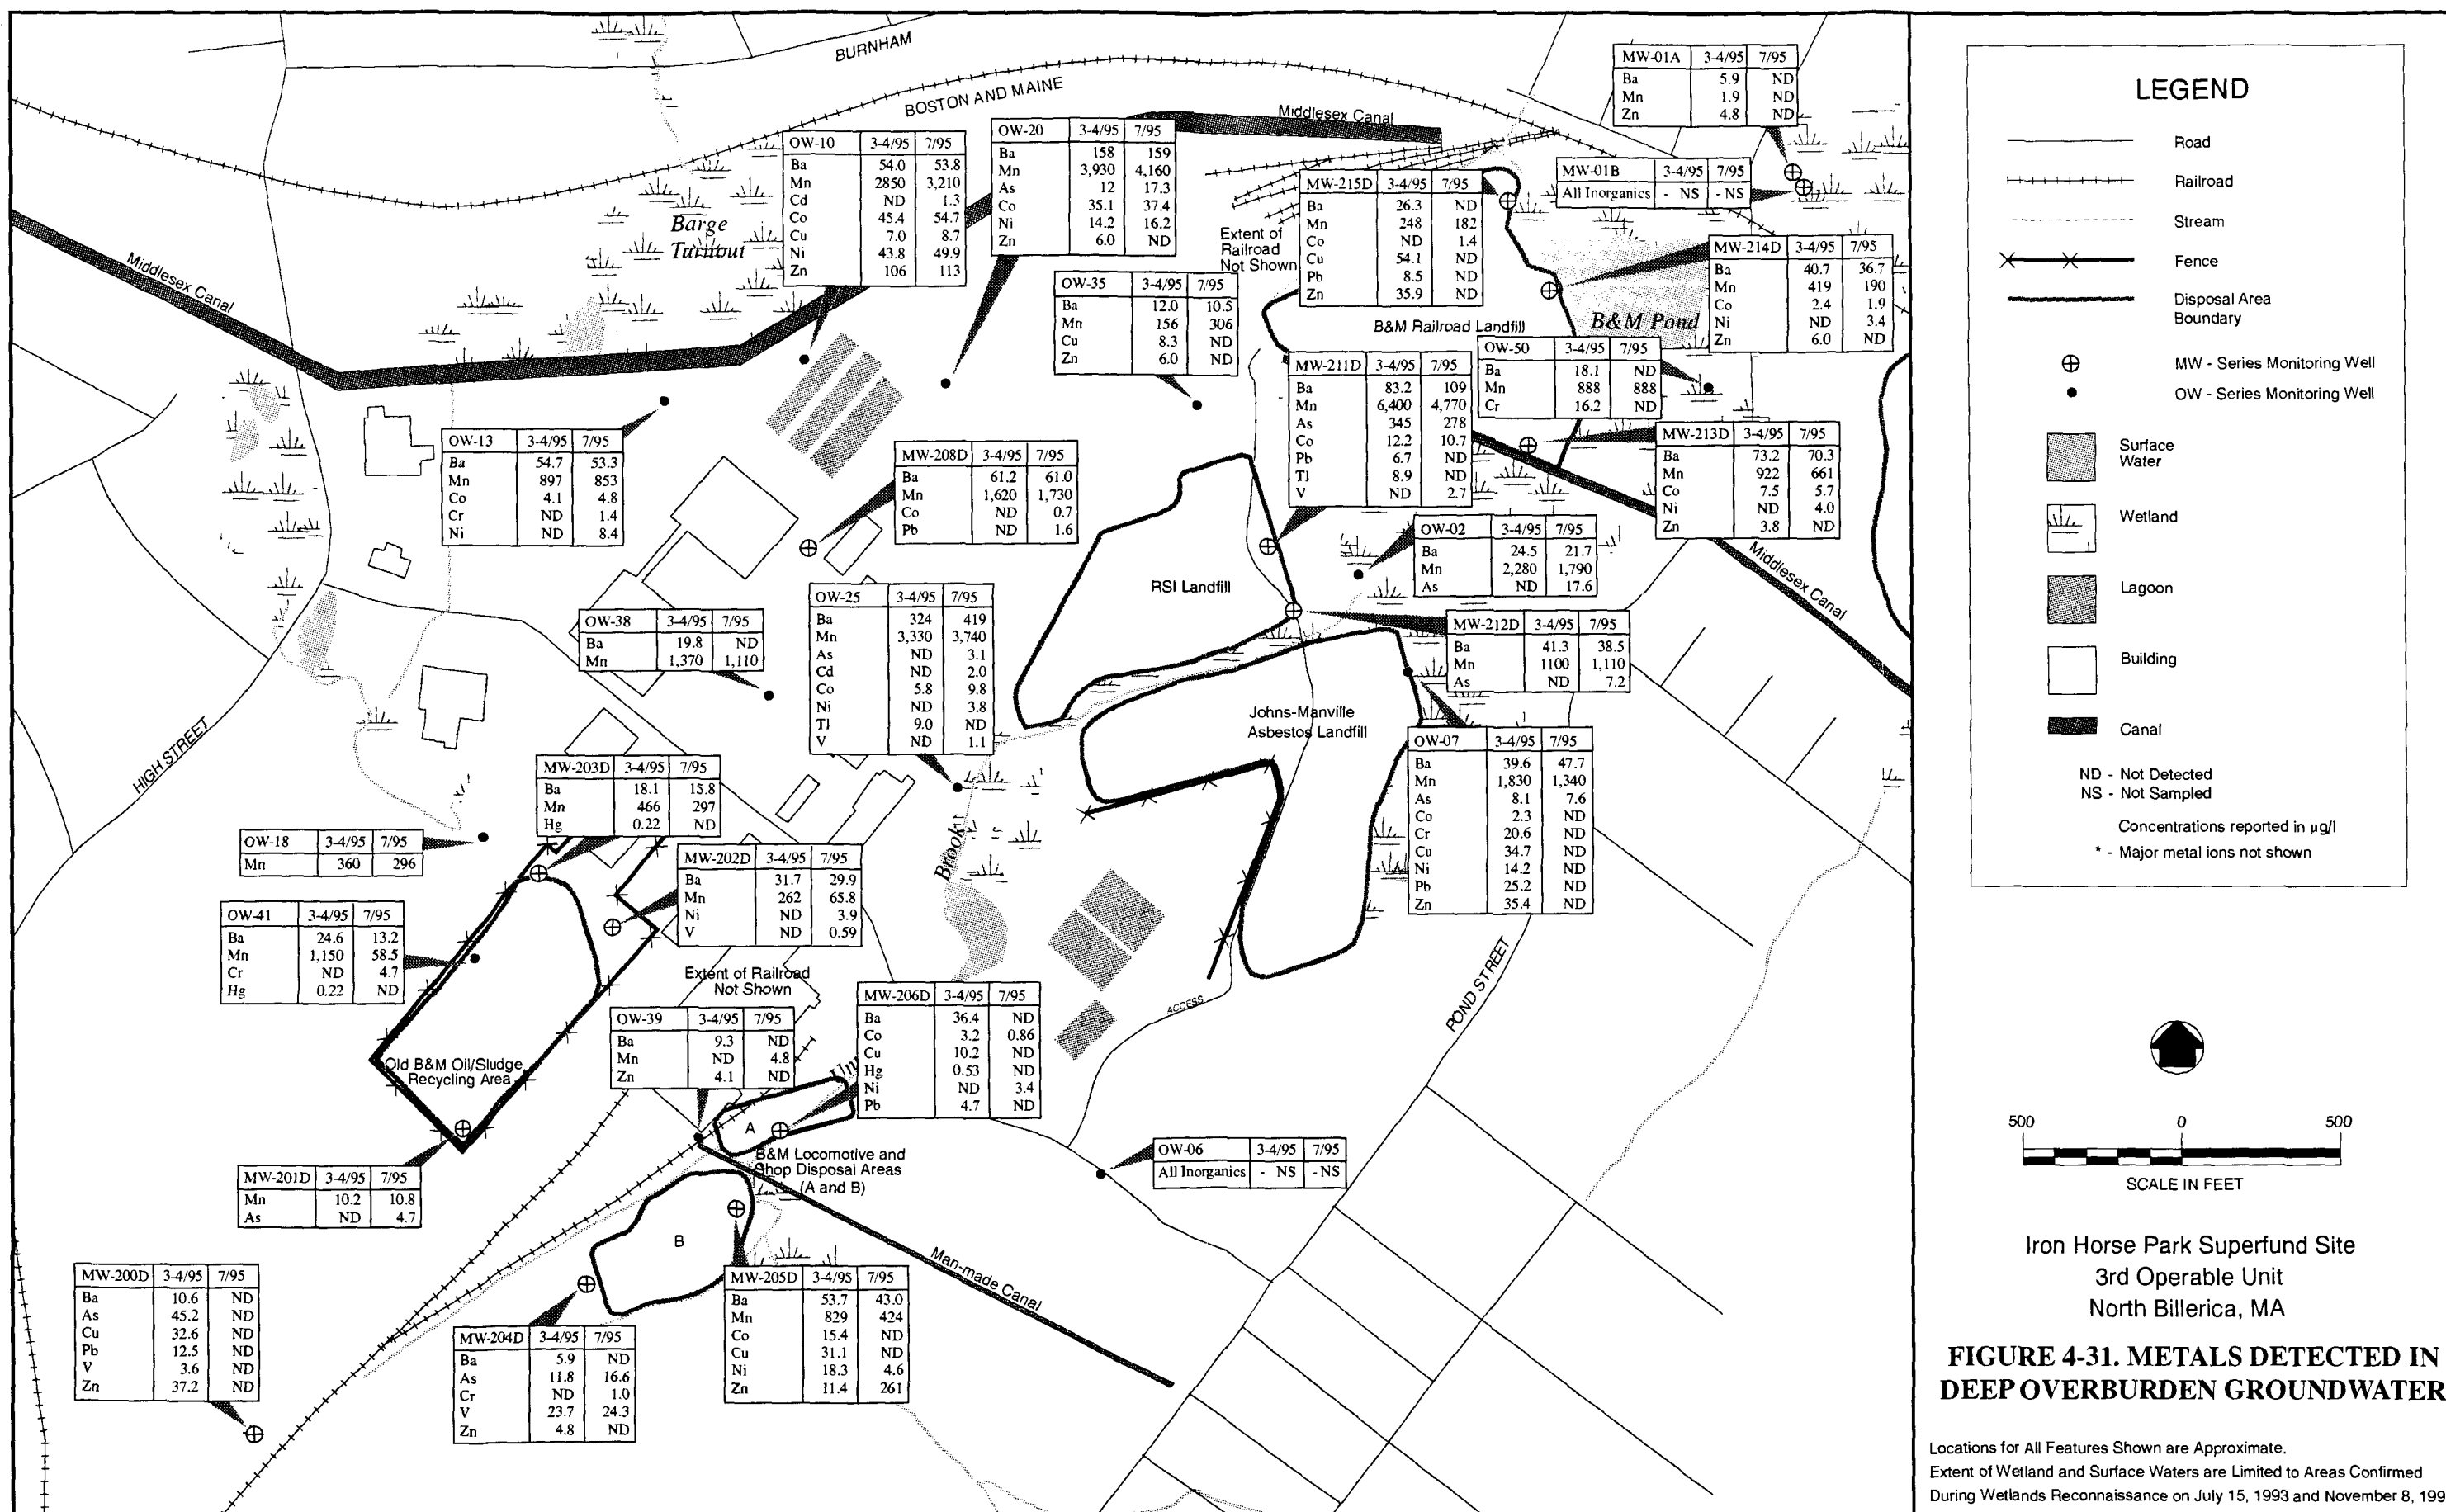 BURNHAM
BOSTON AND MAINE
Middlesex Canal
MW-01A 3-4/95 7/95
Ba 5.9 ND
Mn 1.9 ND
Zn 4.8 ND
OW-10 3-4/95 7/95
Ba 54.0 53.8
Mn 2850 3,210
Cd ND 1.3
Co 45.4 54.7
Cu 7.0 8.7
Ni 43.8 49.9
Zn 106 113
OW-20 3-4/95 7/95
Ba 158 159
Mn 3,930 4,160
As 12 17.3
Co 35.1 37.4
Ni 14.2 16.2
Zn 6.0 ND
MW-215D 3-4/95 7/95
Ba 26.3 ND
Mn 248 182
Co ND 1.4
Cu 54.1 ND
Pb 8.5 ND
Zn 35.9 ND
MW-01B 3-4/95 7/95
All Inorganics - NS - NS
Barge
Turnout
Extent of
Railroad
Not Shown
MW-214D 3-4/95 7/95
Ba 40.7 36.7
Mn 419 190
Co 2.4 1.9
Ni ND 3.4
Zn 6.0 ND
Middlesex Canal
OW-35 3-4/95 7/95
Ba 12.0 10.5
Mn 156 306
Cu 8.3 ND
Zn 6.0 ND
B&M Railroad Landfill
B&M Pond
MW-211D 3-4/95 7/95
Ba 83.2 109
Mn 6,400 4,770
As 345 278
Co 12.2 10.7
Pb 6.7 ND
Tl 8.9 ND
V ND 2.7
OW-50 3-4/95 7/95
Ba 18.1 ND
Mn 888 888
Cr 16.2 ND
OW-13 3-4/95 7/95
Ba 54.7 53.3
Mn 897 853
Co 4.1 4.8
Cr ND 1.4
Ni ND 8.4
MW-208D 3-4/95 7/95
Ba 61.2 61.0
Mn 1,620 1,730
Co ND 0.7
Pb ND 1.6
MW-213D 3-4/95 7/95
Ba 73.2 70.3
Mn 922 661
Co 7.5 5.7
Ni ND 4.0
Zn 3.8 ND
OW-02 3-4/95 7/95
Ba 24.5 21.7
Mn 2,280 1,790
As ND 17.6
Middlesex Canal
RSI Landfill
OW-38 3-4/95 7/95
Ba 19.8 ND
Mn 1,370 1,110
OW-25 3-4/95 7/95
Ba 324 419
Mn 3,330 3,740
As ND 3.1
Cd ND 2.0
Co 5.8 9.8
Ni ND 3.8
Tl 9.0 ND
V ND 1.1
MW-212D 3-4/95 7/95
Ba 41.3 38.5
Mn 1100 1,110
As ND 7.2
Johns-Manville
Asbestos Landfill
HIGH STREET
OW-07 3-4/95 7/95
Ba 39.6 47.7
Mn 1,830 1,340
As 8.1 7.6
Co 2.3 ND
Cr 20.6 ND
Cu 34.7 ND
Ni 14.2 ND
Pb 25.2 ND
Zn 35.4 ND
MW-203D 3-4/95 7/95
Ba 18.1 15.8
Mn 466 297
Hg 0.22 ND
OW-18 3-4/95 7/95
Mn 360 296
Brook
MW-202D 3-4/95 7/95
Ba 31.7 29.9
Mn 262 65.8
Ni ND 3.9
V ND 0.59
OW-41 3-4/95 7/95
Ba 24.6 13.2
Mn 1,150 58.5
Cr ND 4.7
Hg 0.22 ND
Extent of Railroad
Not Shown
POND STREET
ACCESS
MW-206D 3-4/95 7/95
Ba 36.4 ND
Co 3.2 0.86
Cu 10.2 ND
Hg 0.53 ND
Ni ND 3.4
Pb 4.7 ND
OW-39 3-4/95 7/95
Ba 9.3 ND
Mn ND 4.8
Zn 4.1 ND
Old B&M Oil/Sludge
Recycling Area
A
B&M Locomotive and
Shop Disposal Areas
(A and B)
OW-06 3-4/95 7/95
All Inorganics - NS - NS
MW-201D 3-4/95 7/95
Mn 10.2 10.8
As ND 4.7
B
Man-made Canal
MW-200D 3-4/95 7/95
Ba 10.6 ND
As 45.2 ND
Cu 32.6 ND
Pb 12.5 ND
V 3.6 ND
Zn 37.2 ND
MW-205D 3-4/95 7/95
Ba 53.7 43.0
Mn 829 424
Co 15.4 ND
Cu 31.1 ND
Ni 18.3 4.6
Zn 11.4 261
MW-204D 3-4/95 7/95
Ba 5.9 ND
As 11.8 16.6
Cr ND 1.0
V 23.7 24.3
Zn 4.8 ND
LEGEND
Road
Railroad
Stream
Fence
Disposal Area
Boundary
MW - Series Monitoring Well
OW - Series Monitoring Well
Surface
Water
Wetland
Lagoon
Building
Canal
ND - Not Detected
NS - Not Sampled
Concentrations reported in µg/l
* - Major metal ions not shown
500 0 500
SCALE IN FEET
Iron Horse Park Superfund Site
3rd Operable Unit
North Billerica, MA
FIGURE 4-31. METALS DETECTED IN
DEEP OVERBURDEN GROUNDWATER
Locations for All Features Shown are Approximate.
Extent of Wetland and Surface Waters are Limited to Areas Confirmed
During Wetlands Reconnaissance on July 15, 1993 and November 8, 199